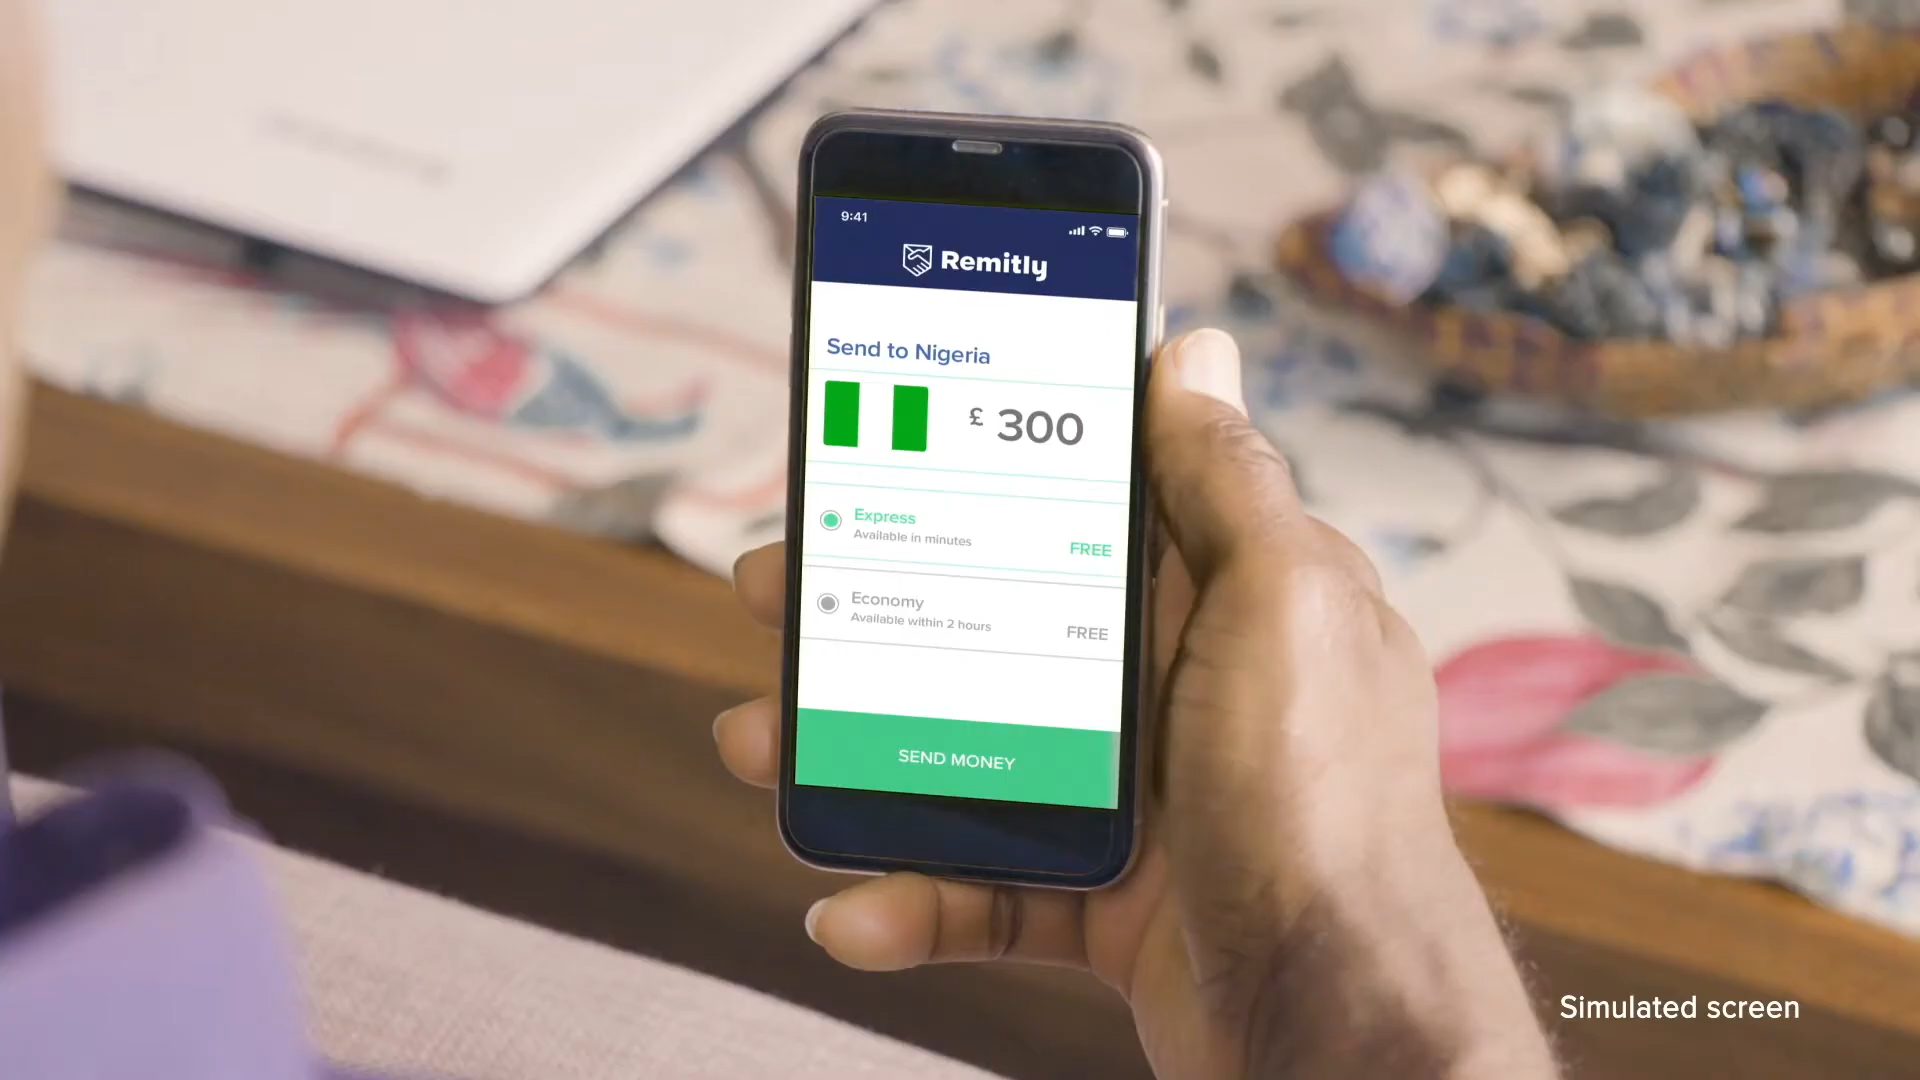 9:41
Remitly
Send to Nigeria
£ 300
Express
Available in minutes
FREE
Economy
Available within 2 hours
FREE
SEND MONEY
Simulated screen